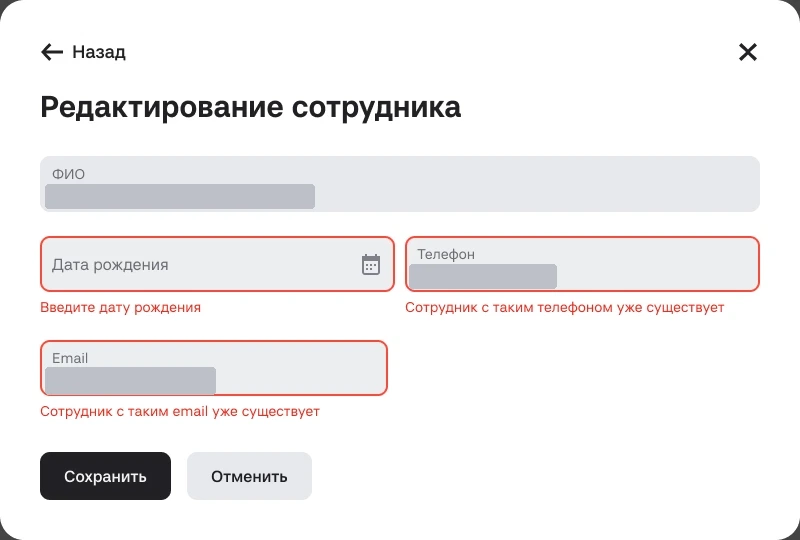 Назад
Редактирование сотрудника
ФИО
Дата рождения
Телефон
Введите дату рождения
Сотрудник с таким телефоном уже существует
Email
Сотрудник с таким email уже существует
Сохранить
Отменить